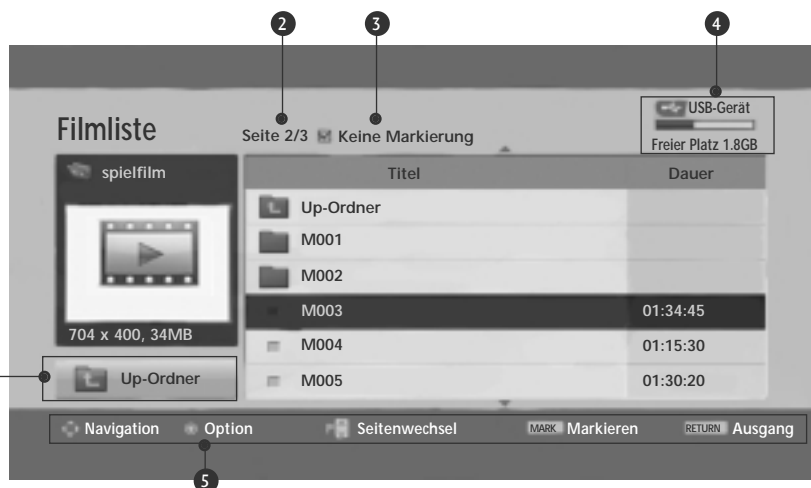 2 3 4
USB-Gerät
Filmliste
Seite 2/3 Keine Markierung
Freier Platz 1.8GB
spielfilm
Titel Dauer
Up-Ordner
M001
M002
M003 01:34:45
704 x 400, 34MB
M004 01:15:30
Up-Ordner
M005 01:30:20
Navigation Option Seitenwechsel MARK Markieren RETURN Ausgang
5